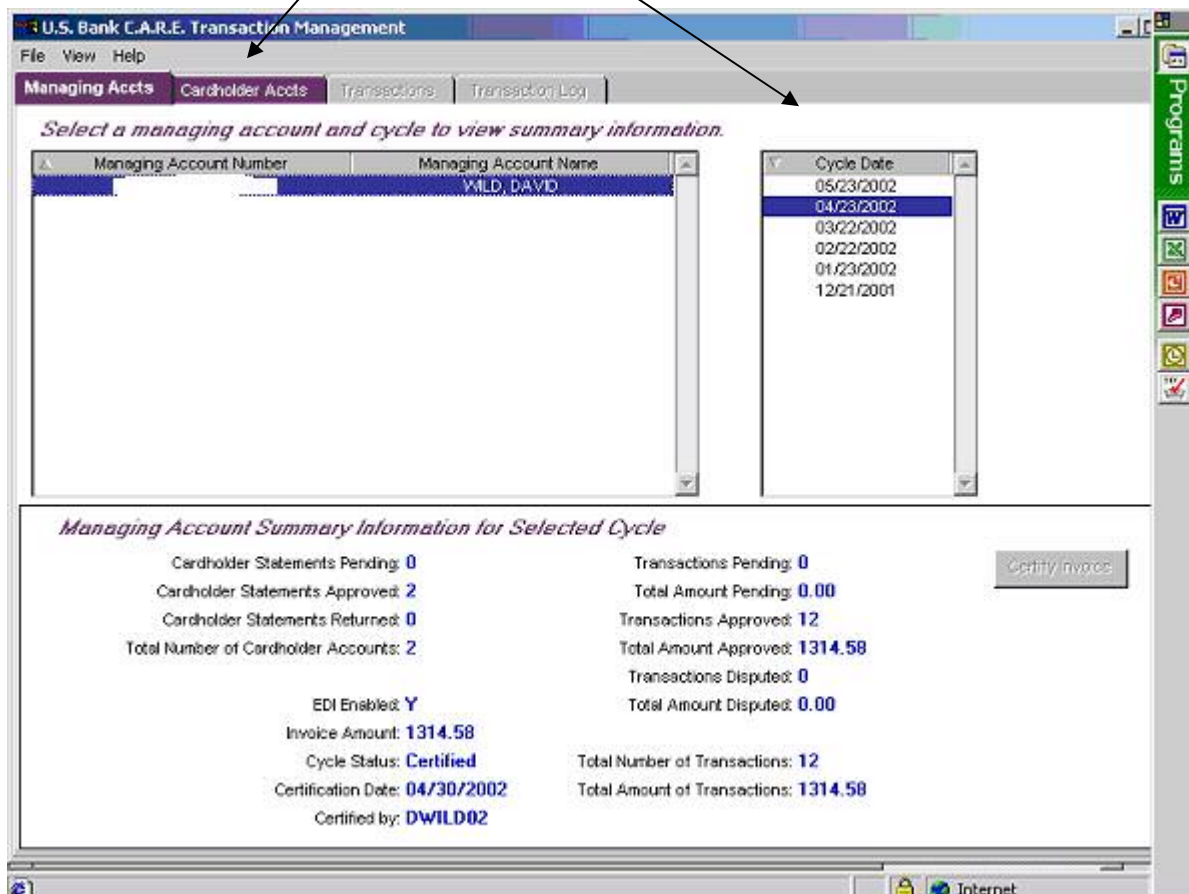 U.S. Bank C.A.R.E. Transaction Management
File View Help
Managing Accts Cardholder Accts Transactions Transaction Log
Select a managing account and cycle to view summary information.
Managing Account Number Managing Account Name Cycle Date
WILD, DAVID 05/23/2002
04/23/2002
03/22/2002
02/22/2002
01/23/2002
12/21/2001
Managing Account Summary Information for Selected Cycle
Cardholder Statements Pending: 0 Transactions Pending: 0 Certify Invoice
Cardholder Statements Approved: 2 Total Amount Pending: 0.00
Cardholder Statements Returned: 0 Transactions Approved: 12
Total Number of Cardholder Accounts: 2 Total Amount Approved: 1314.58
Transactions Disputed: 0
EDI Enabled: Y Total Amount Disputed: 0.00
Invoice Amount: 1314.58
Cycle Status: Certified Total Number of Transactions: 12
Certification Date: 04/30/2002 Total Amount of Transactions: 1314.58
Certified by: DWILD02
Internet
Programs